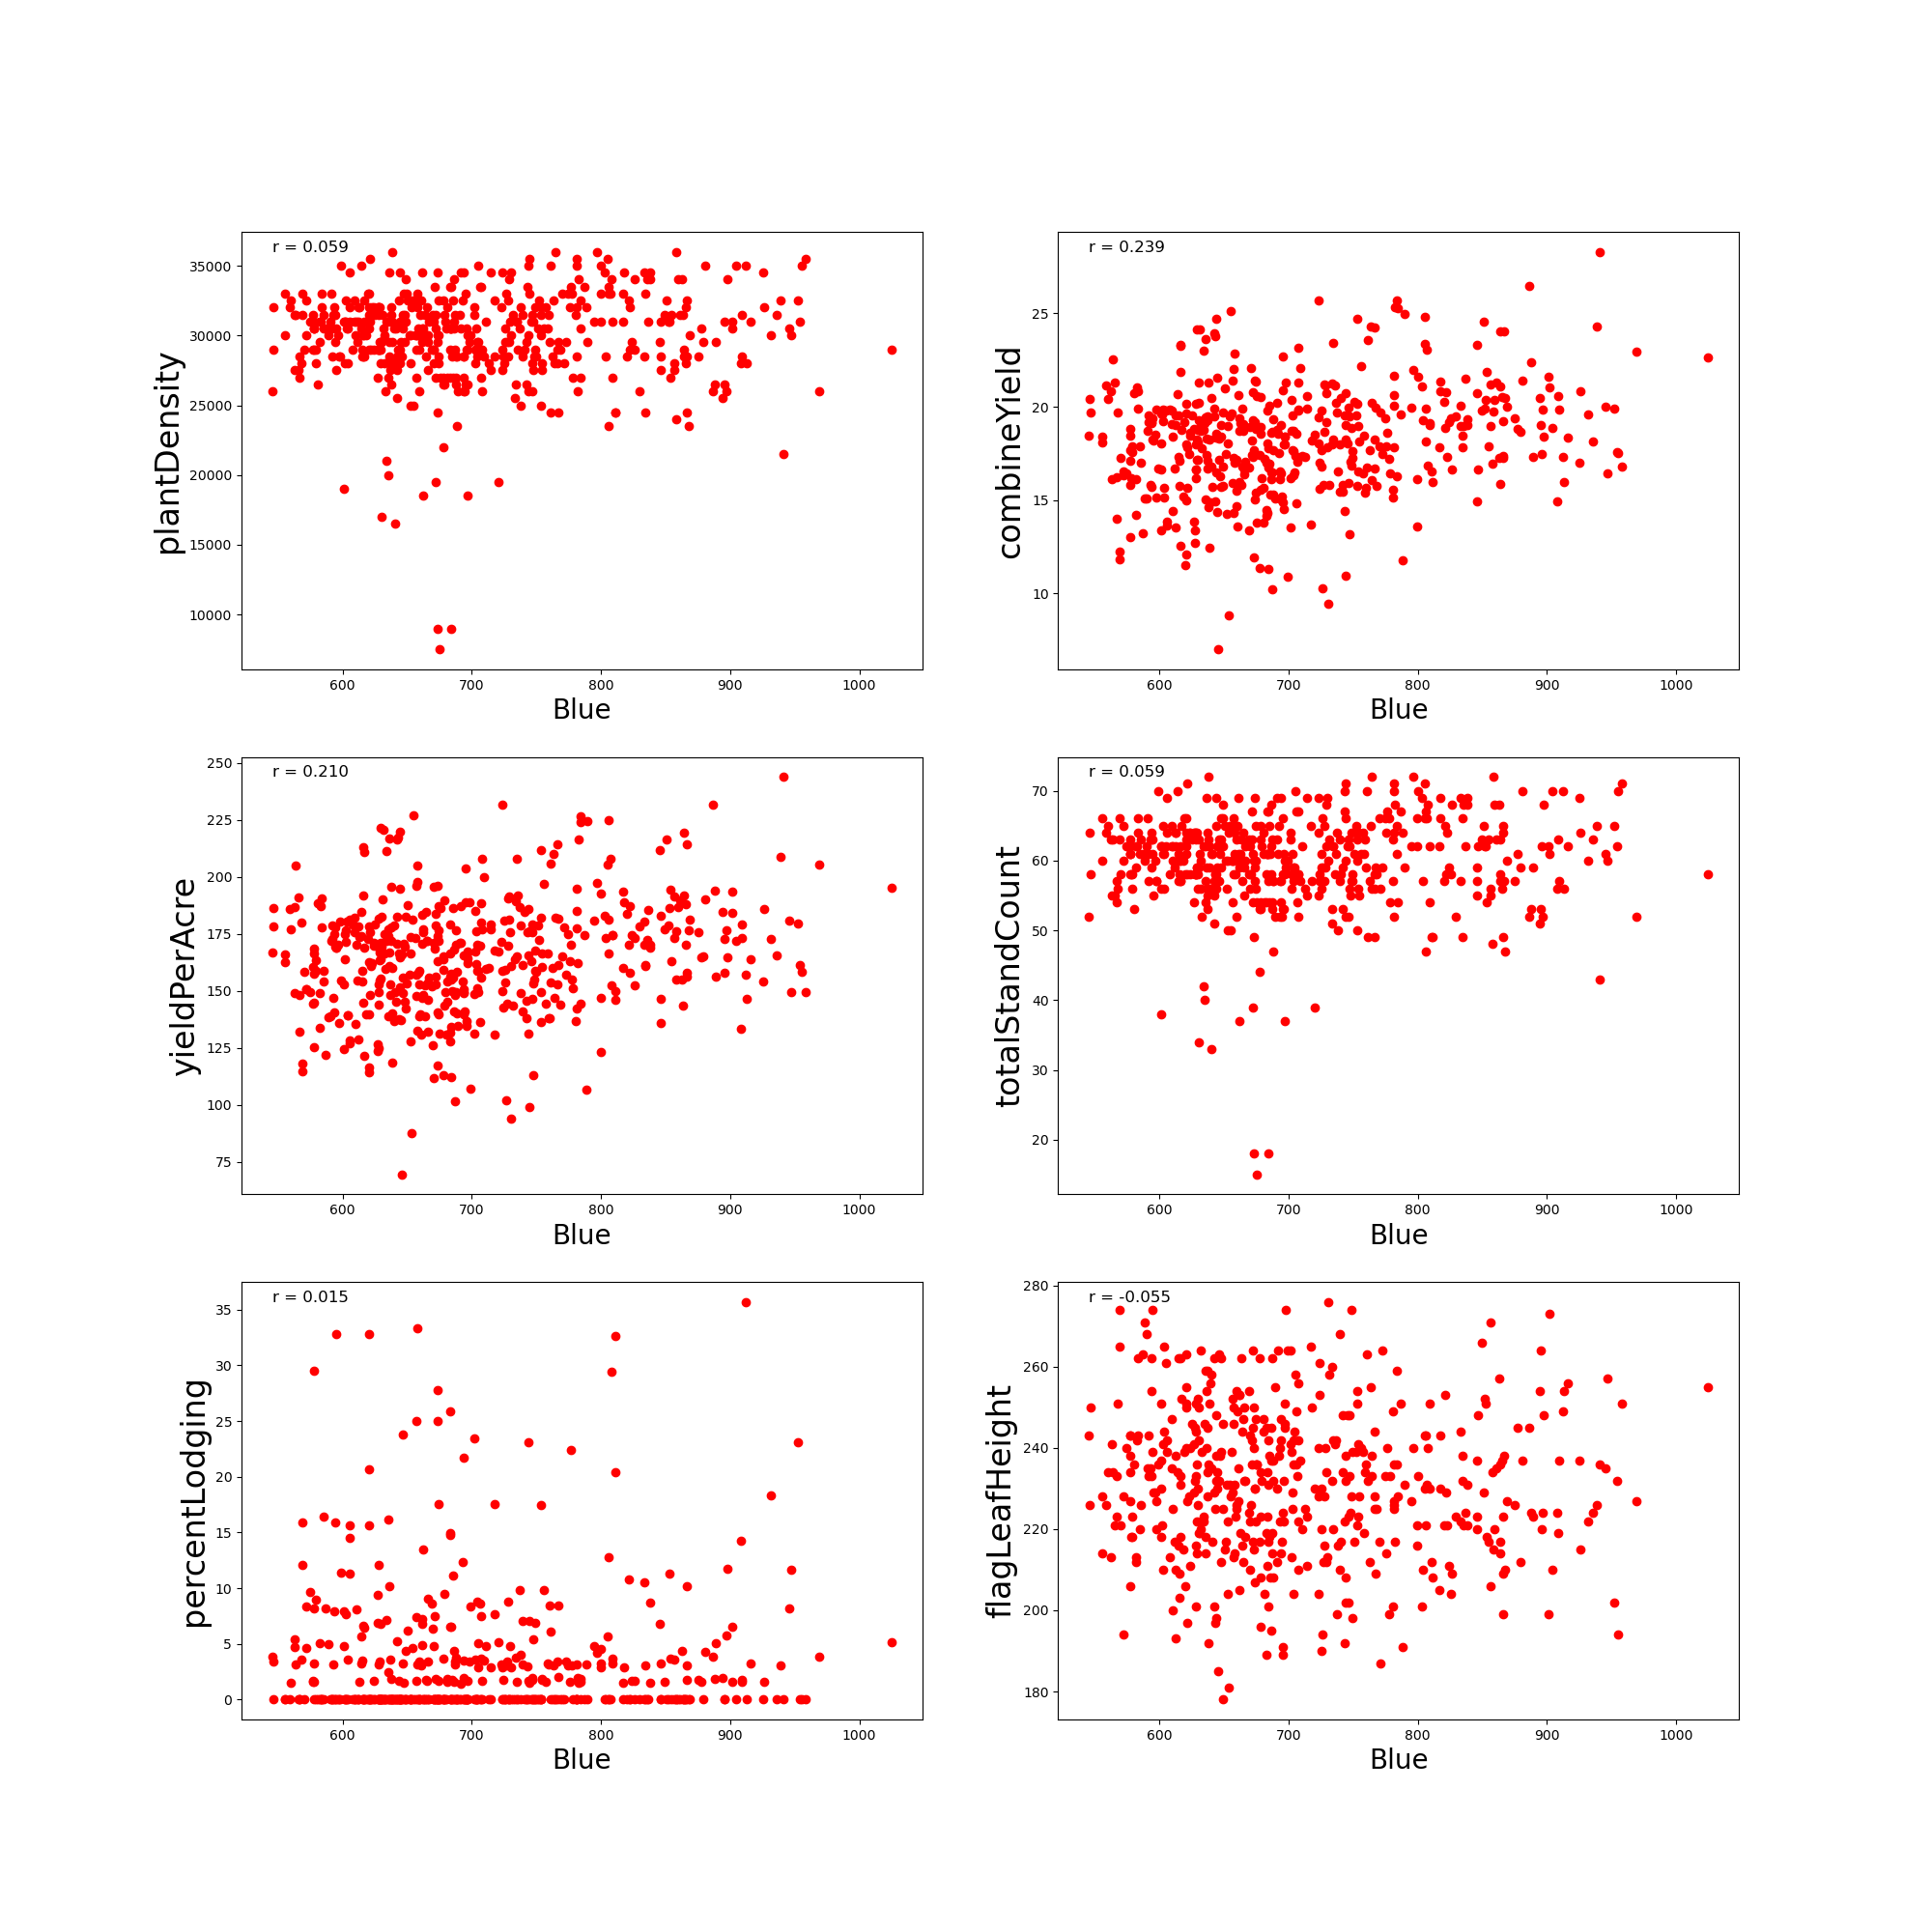 r = 0.059
35000
30000
25000
20000
15000
10000
plantDensity
600 700 800 900 1000
Blue
r = 0.239
25
20
15
10
combineYield
600 700 800 900 1000
Blue
r = 0.210
250
225
200
175
150
125
100
75
yieldPerAcre
600 700 800 900 1000
Blue
r = 0.059
70
60
50
40
30
20
totalStandCount
600 700 800 900 1000
Blue
r = 0.015
35
30
25
20
15
10
5
0
percentLodging
600 700 800 900 1000
Blue
r = -0.055
280
260
240
220
200
180
flagLeafHeight
600 700 800 900 1000
Blue